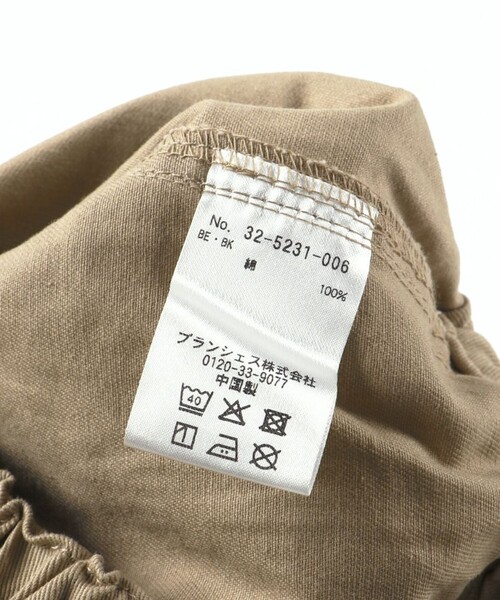 No. 32-5231-006
BE・BK
綿 100%
ブランシェス株式会社
0120-33-9077
中国製
40